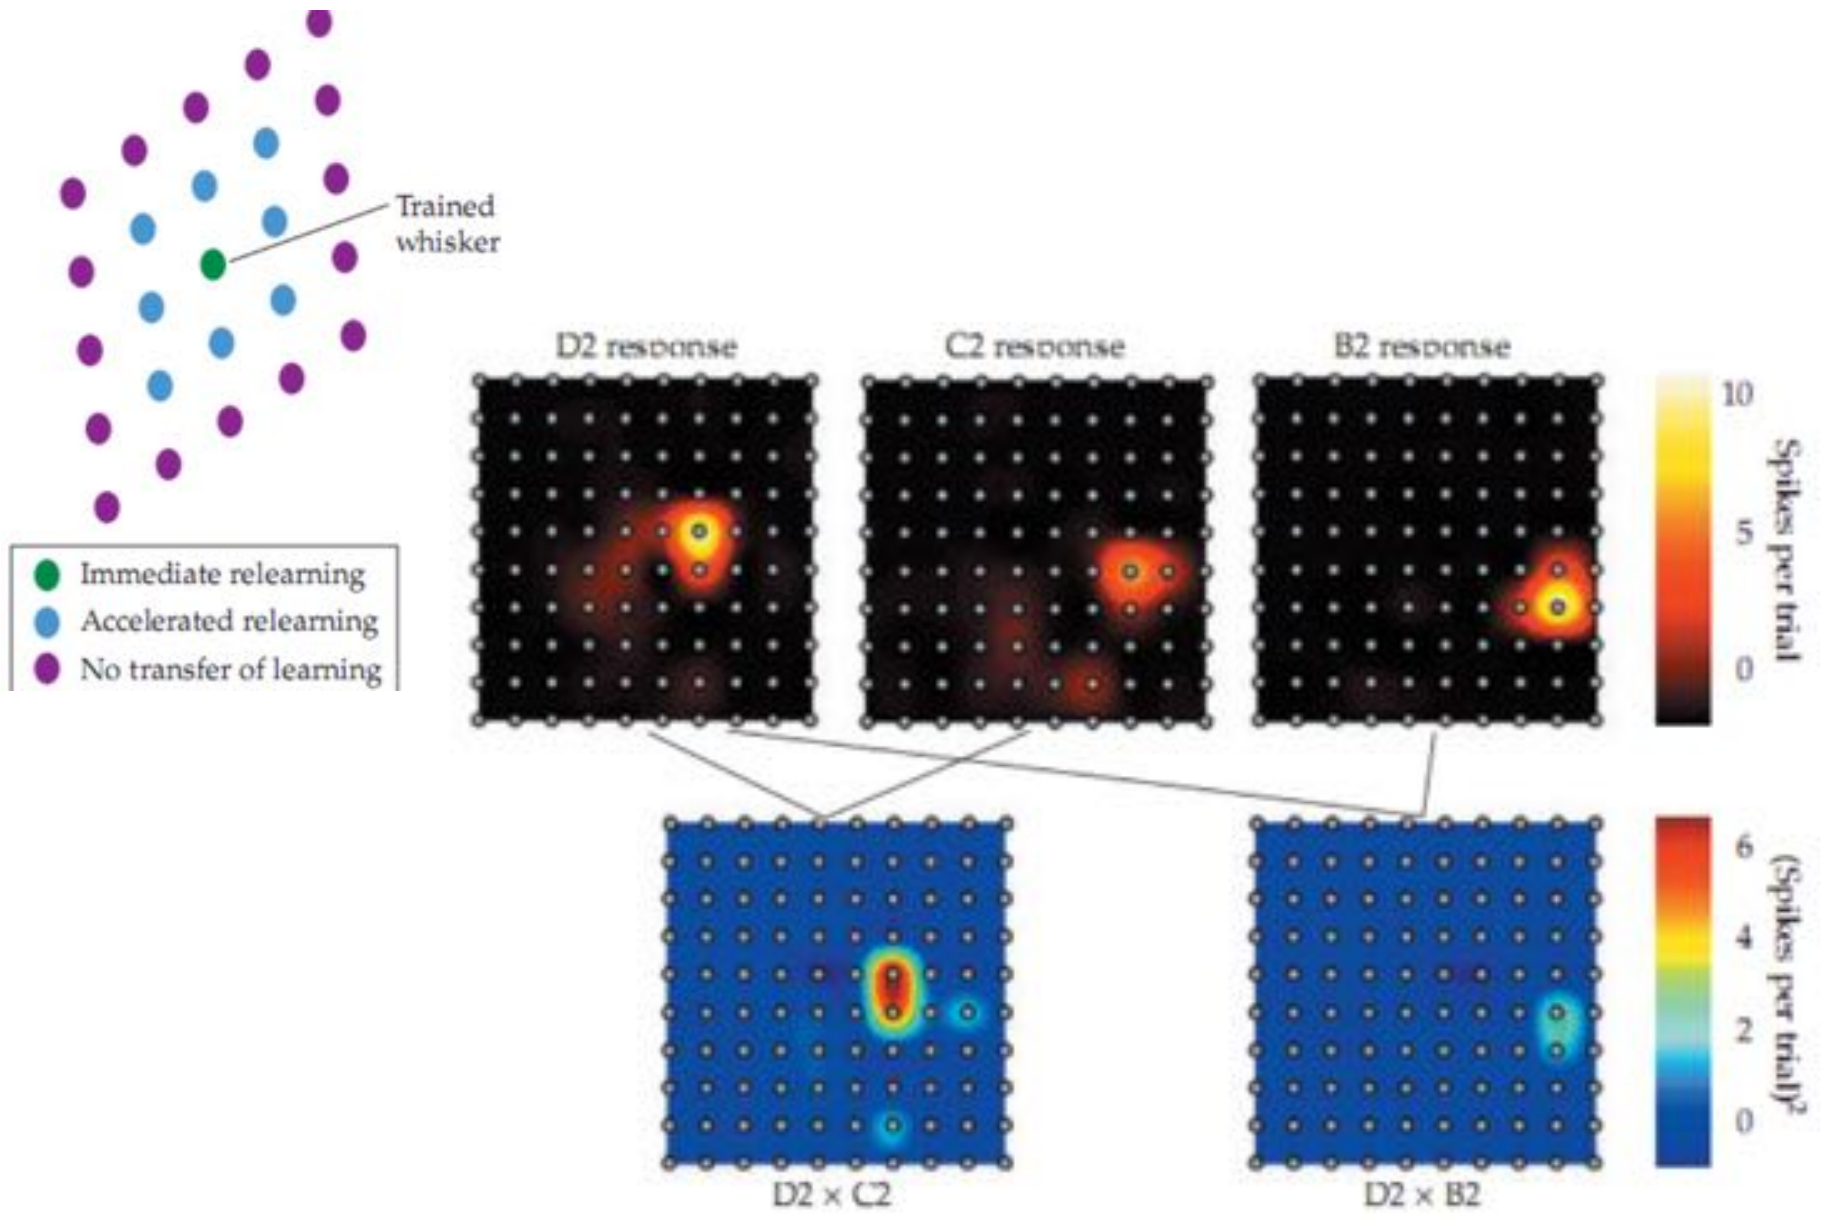 Trained
whisker
Immediate relearning
Accelerated relearning
No transfer of learning
D2 response
C2 response
B2 response
10
5
0
Spikes per trial
6
4
2
0
(Spikes per trial)²
D2 × C2
D2 × B2